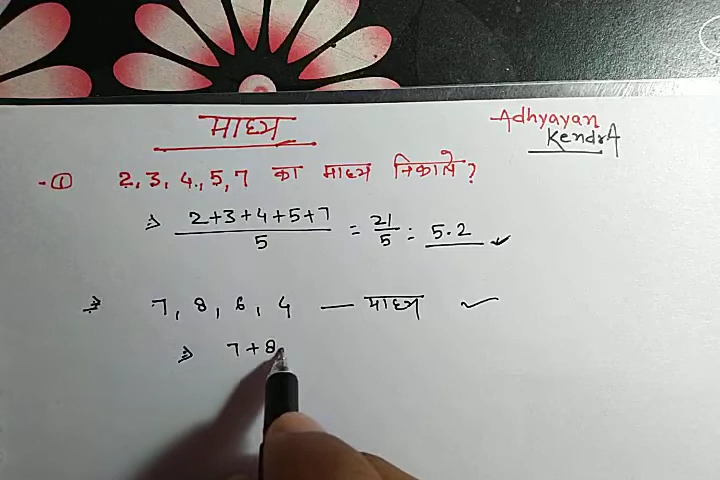 माध्य
Adhyayan
KendrA
① 2, 3, 4, 5, 7 का माध्य निकाले ?
⇒ 2+3+4+5+7 / 5 = 21 / 5 = 5.2 ✓
⇒ 7, 8, 6, 4 — माध्य ✓
⇒ 7+8